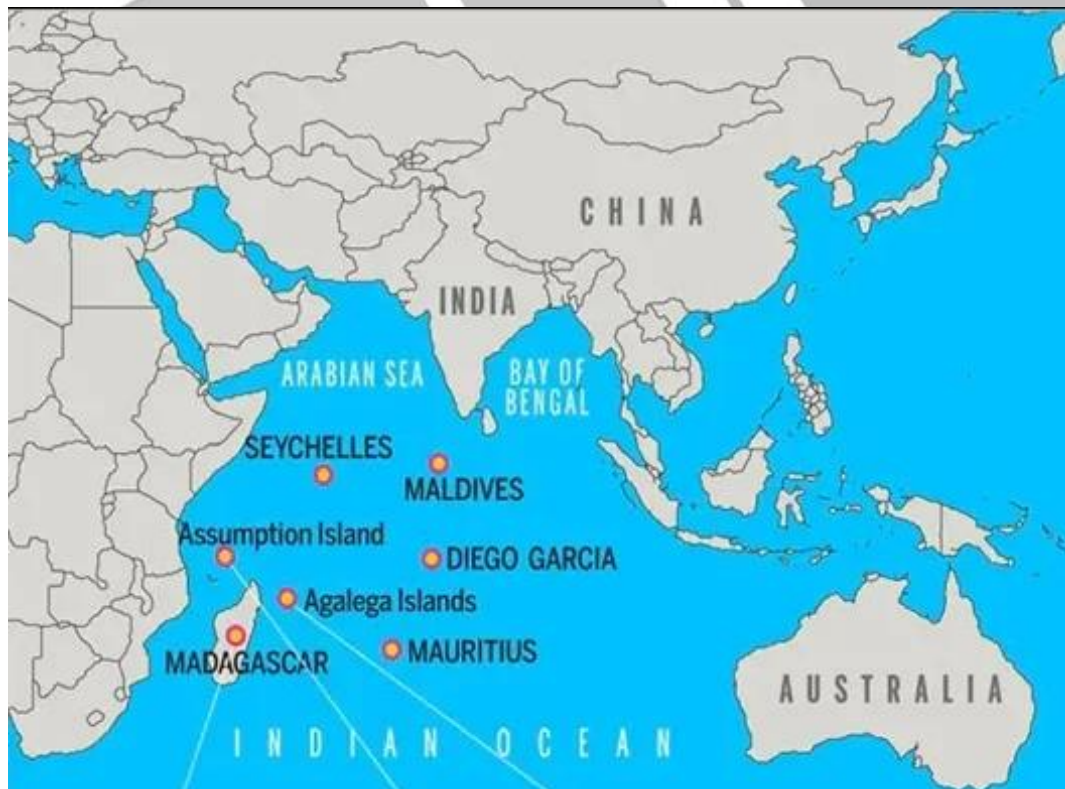 CHINA
INDIA
ARABIAN SEA
BAY OF
BENGAL
SEYCHELLES
MALDIVES
Assumption Island
DIEGO GARCIA
Agalega Islands
MAURITIUS
MADAGASCAR
AUSTRALIA
INDIAN OCEAN